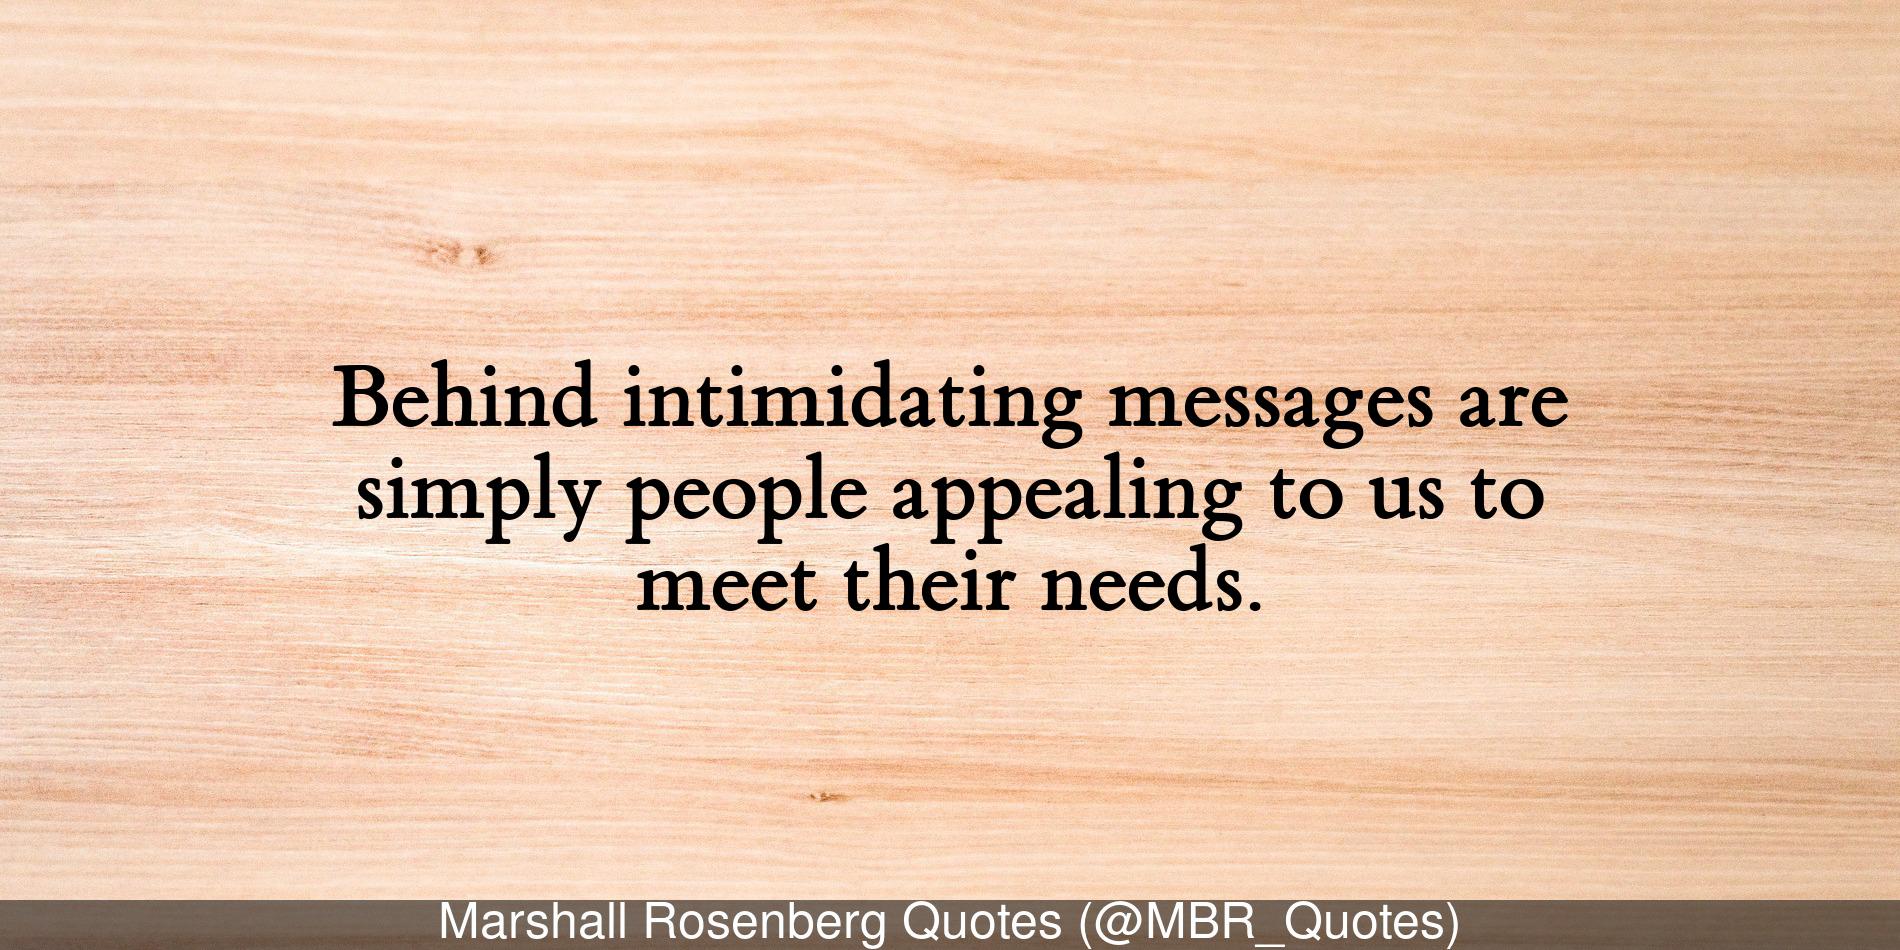 Behind intimidating messages are
simply people appealing to us to
meet their needs.
Marshall Rosenberg Quotes (@MBR_Quotes)